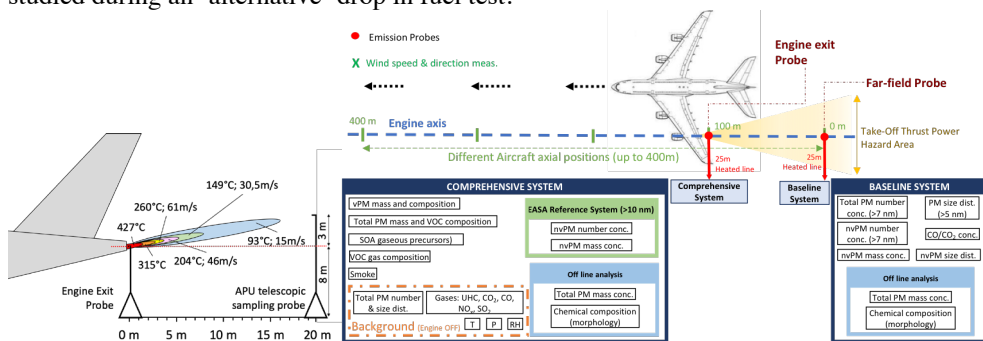 studied during an 'alternative' drop in fuel test.
Emission Probes
X Wind speed & direction meas.
Engine exit
Probe
Far-field Probe
400 m
Engine axis
100 m
0 m
Take-Off Thrust Power
Hazard Area
Different Aircraft axial positions (up to 400m)
25m
Heated line
25m
Heated line
Comprehensive
System
Baseline
System
149°C; 30,5m/s
260°C; 61m/s
427°C
315°C
204°C; 46m/s
93°C; 15m/s
3 m
8 m
Engine Exit
Probe
APU telescopic
sampling probe
0 m 5 m 10 m 15 m 20 m
COMPREHENSIVE SYSTEM
vPM mass and composition
Total PM mass and VOC composition
SOA gaseous precursors)
VOC gas composition
Smoke
Total PM number
& size dist.
Gases: UHC, CO2, CO,
NOx, SO2
Background (Engine OFF)
T P RH
EASA Reference System (>10 nm)
nvPM number conc.
nvPM mass conc.
Off line analysis
Total PM mass conc.
Chemical composition
(morphology)
BASELINE SYSTEM
Total PM number
conc. (>7 nm)
PM size dist.
(>5 nm)
nvPM number
conc. (>7 nm)
CO/CO2 conc.
nvPM mass conc.
nvPM size dist.
Off line analysis
Total PM mass conc.
Chemical composition
(morphology)